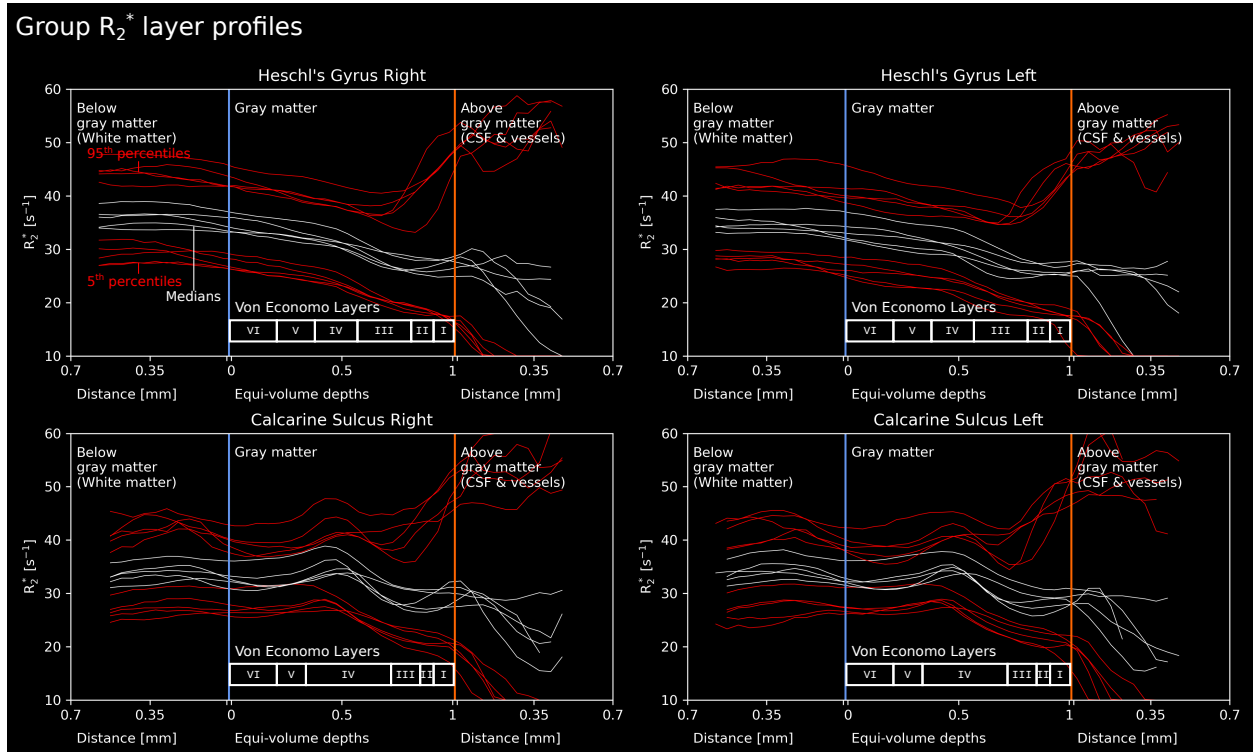 Group R₂* layer profiles
Heschl's Gyrus Right
60
50
40
30
20
10
R₂* [s⁻¹]
Below
gray matter
(White matter)
Gray matter
Above
gray matter
(CSF & vessels)
95th percentiles
5th percentiles
Medians
Von Economo Layers
VI V IV III II I
0.7 0.35 0 0.5 1 0.35 0.7
Distance [mm] Equi-volume depths Distance [mm]
Heschl's Gyrus Left
60
50
40
30
20
10
R₂* [s⁻¹]
Below
gray matter
(White matter)
Gray matter
Above
gray matter
(CSF & vessels)
Von Economo Layers
VI V IV III II I
0.7 0.35 0 0.5 1 0.35 0.7
Distance [mm] Equi-volume depths Distance [mm]
Calcarine Sulcus Right
60
50
40
30
20
10
R₂* [s⁻¹]
Below
gray matter
(White matter)
Gray matter
Above
gray matter
(CSF & vessels)
Von Economo Layers
VI V IV III II I
0.7 0.35 0 0.5 1 0.35 0.7
Distance [mm] Equi-volume depths Distance [mm]
Calcarine Sulcus Left
60
50
40
30
20
10
R₂* [s⁻¹]
Below
gray matter
(White matter)
Gray matter
Above
gray matter
(CSF & vessels)
Von Economo Layers
VI V IV III II I
0.7 0.35 0 0.5 1 0.35 0.7
Distance [mm] Equi-volume depths Distance [mm]